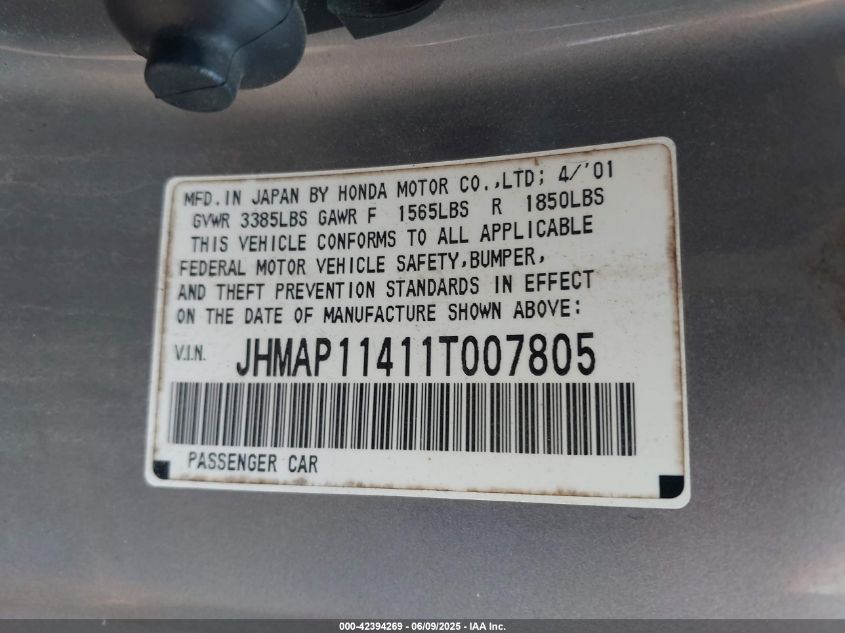 MFD.IN JAPAN BY HONDA MOTOR CO.,LTD; 4/'01
GVWR 3385LBS GAWR F 1565LBS R 1850LBS
THIS VEHICLE CONFORMS TO ALL APPLICABLE
FEDERAL MOTOR VEHICLE SAFETY,BUMPER,
AND THEFT PREVENTION STANDARDS IN EFFECT
ON THE DATE OF MANUFACTURE SHOWN ABOVE:
V.I.N. JHMAP11411T007805
PASSENGER CAR
000-42394269 - 06/09/2025 - IAA Inc.